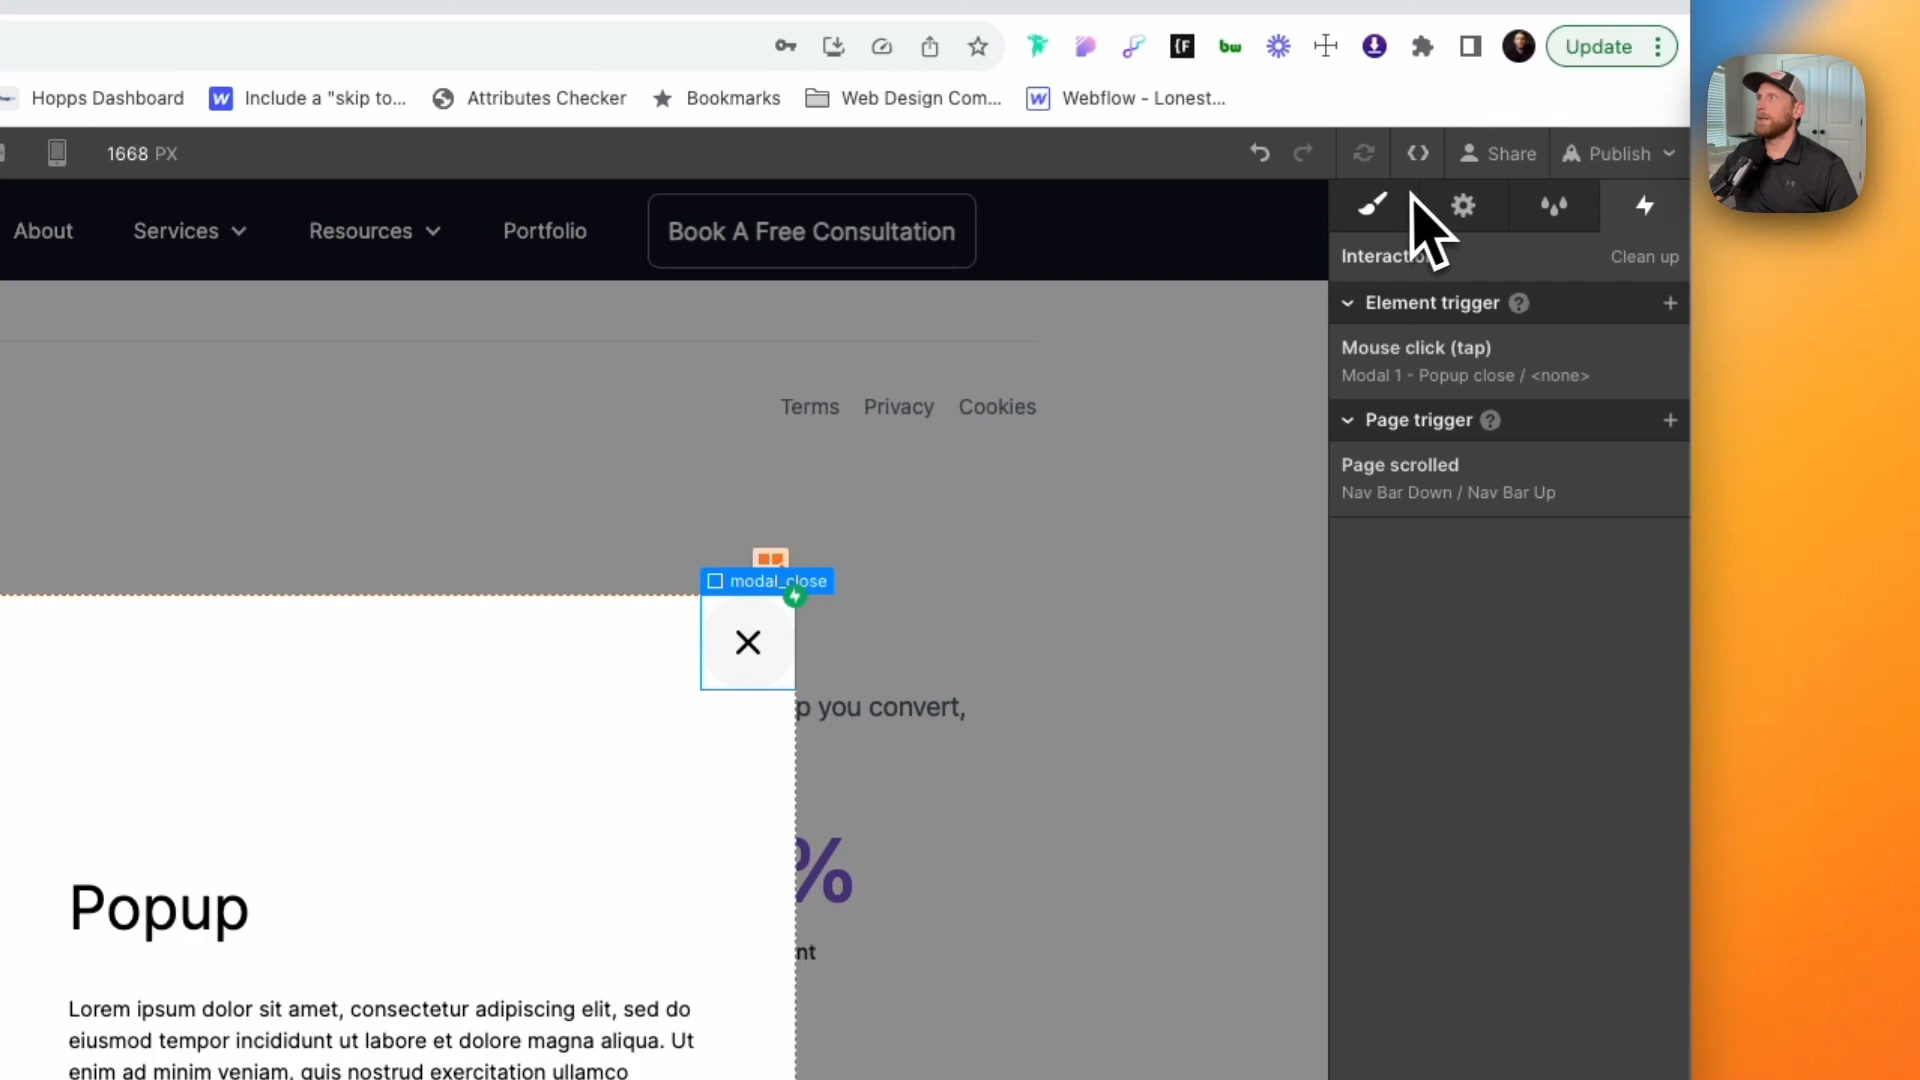 Update
Hopps Dashboard
Include a "skip to...
Attributes Checker
Bookmarks
Web Design Com...
Webflow - Lonest...
1668 PX
Share
Publish
About
Services
Resources
Portfolio
Book A Free Consultation
Clean up
Element trigger
Mouse click (tap)
Modal 1 - Popup close / <none>
Page trigger
Page scrolled
Nav Bar Down / Nav Bar Up
Terms
Privacy
Cookies
modal_close
p you convert,
%
Popup
nt
Lorem ipsum dolor sit amet, consectetur adipiscing elit, sed do
eiusmod tempor incididunt ut labore et dolore magna aliqua. Ut
enim ad minim veniam, quis nostrud exercitation ullamco